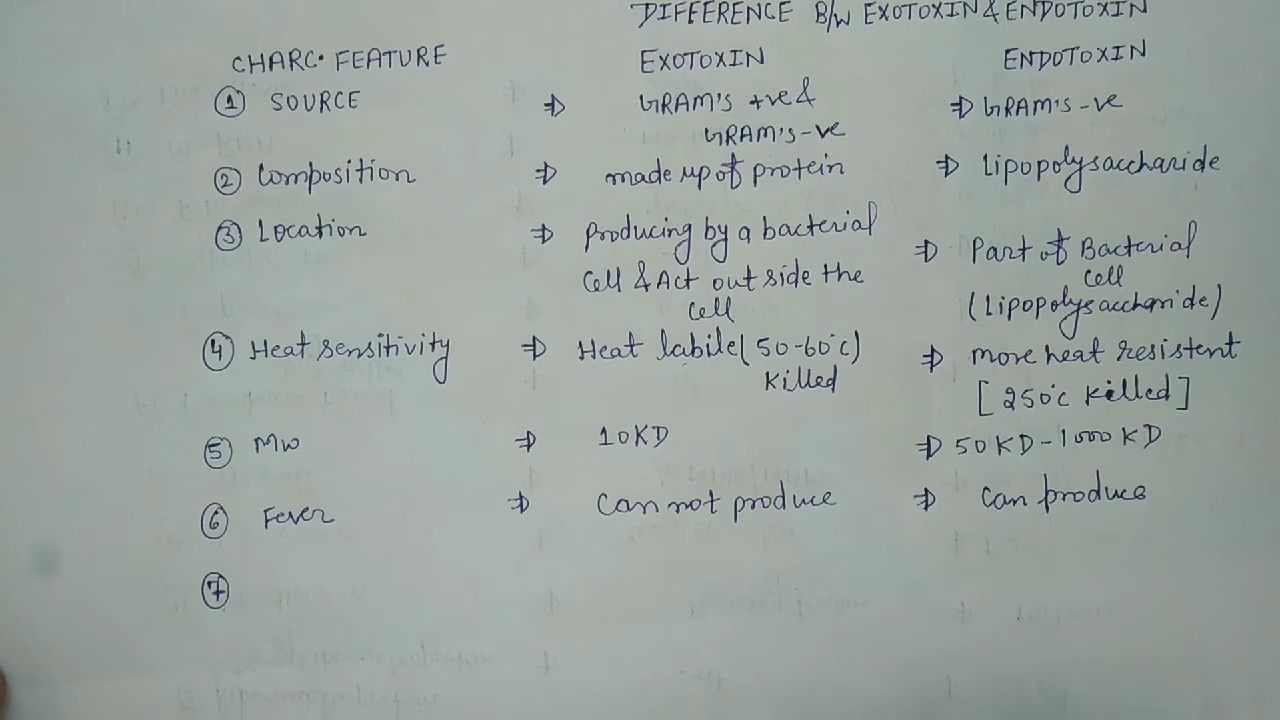 DIFFERENCE B/W EXOTOXIN & ENDOTOXIN
CHARC. FEATURE EXOTOXIN ENDOTOXIN
① SOURCE ⇒ GRAM'S +ve & ⇒ GRAM'S -ve
GRAM'S -ve
② Composition ⇒ made up of protein ⇒ Lipopolysaccharide
③ Location ⇒ Producing by a bacterial ⇒ Part of Bacterial
Cell & Act out side the cell
cell (Lipopolysaccharide)
④ Heat sensitivity ⇒ Heat labile (50-60°c) ⇒ more heat resistent
killed [250°c killed]
⑤ Mw ⇒ 10KD ⇒ 50KD-1000KD
⑥ Fever ⇒ Can not produce ⇒ Can produce
⑦